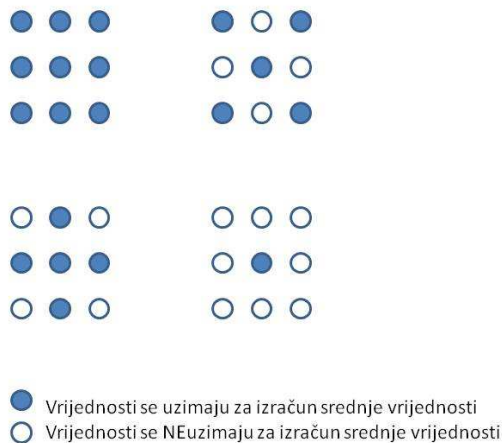 Vrijednosti se uzimaju za izračun srednje vrijednosti
Vrijednosti se NEuzimaju za izračun srednje vrijednosti